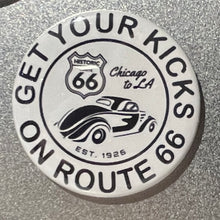 GET YOUR KICKS
HISTORIC
66
Chicago
to LA
EST. 1926
ON ROUTE 66